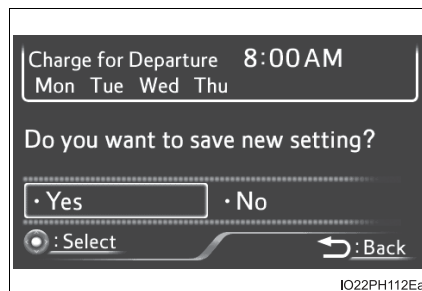 Charge for Departure 8:00AM
Mon Tue Wed Thu
Do you want to save new setting?
・Yes ・No
: Select : Back
IO22PH112Ea